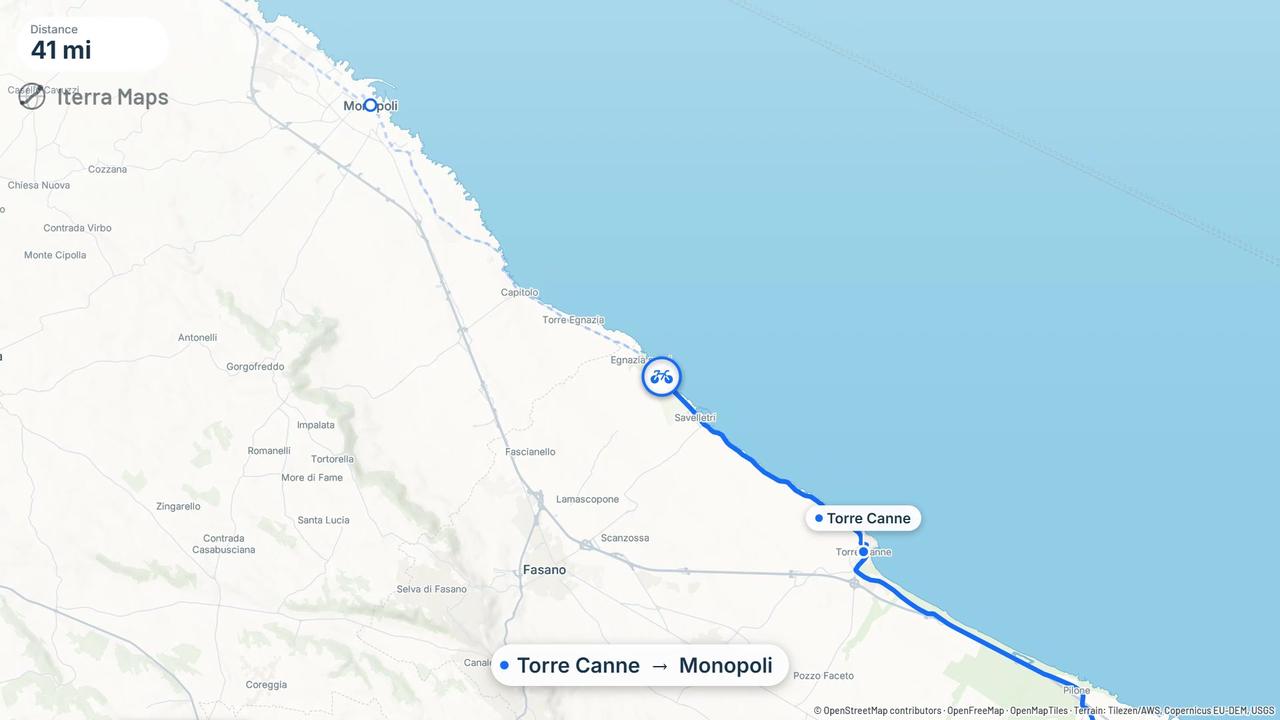 Distance
41 mi
Iterra Maps
Monopoli
Cozzana
Chiesa Nuova
Contrada Virbo
Monte Cipolla
Capitolo
Torre Egnazia
Antonelli
Gorgofreddo
Savelletri
Impalata
Romanelli
Fascianello
Tortorella
More di Fame
Lamascopone
Zingarello
Torre Canne
Santa Lucia
Contrada
Casabusciana
Scanzossa
Torre Canne
Fasano
Selva di Fasano
Torre Canne → Monopoli
Pozzo Faceto
Coreggia
Pilone
© OpenStreetMap contributors · OpenFreeMap · OpenMapTiles · Terrain: Tilezen/AWS, Copernicus EU-DEM, USGS